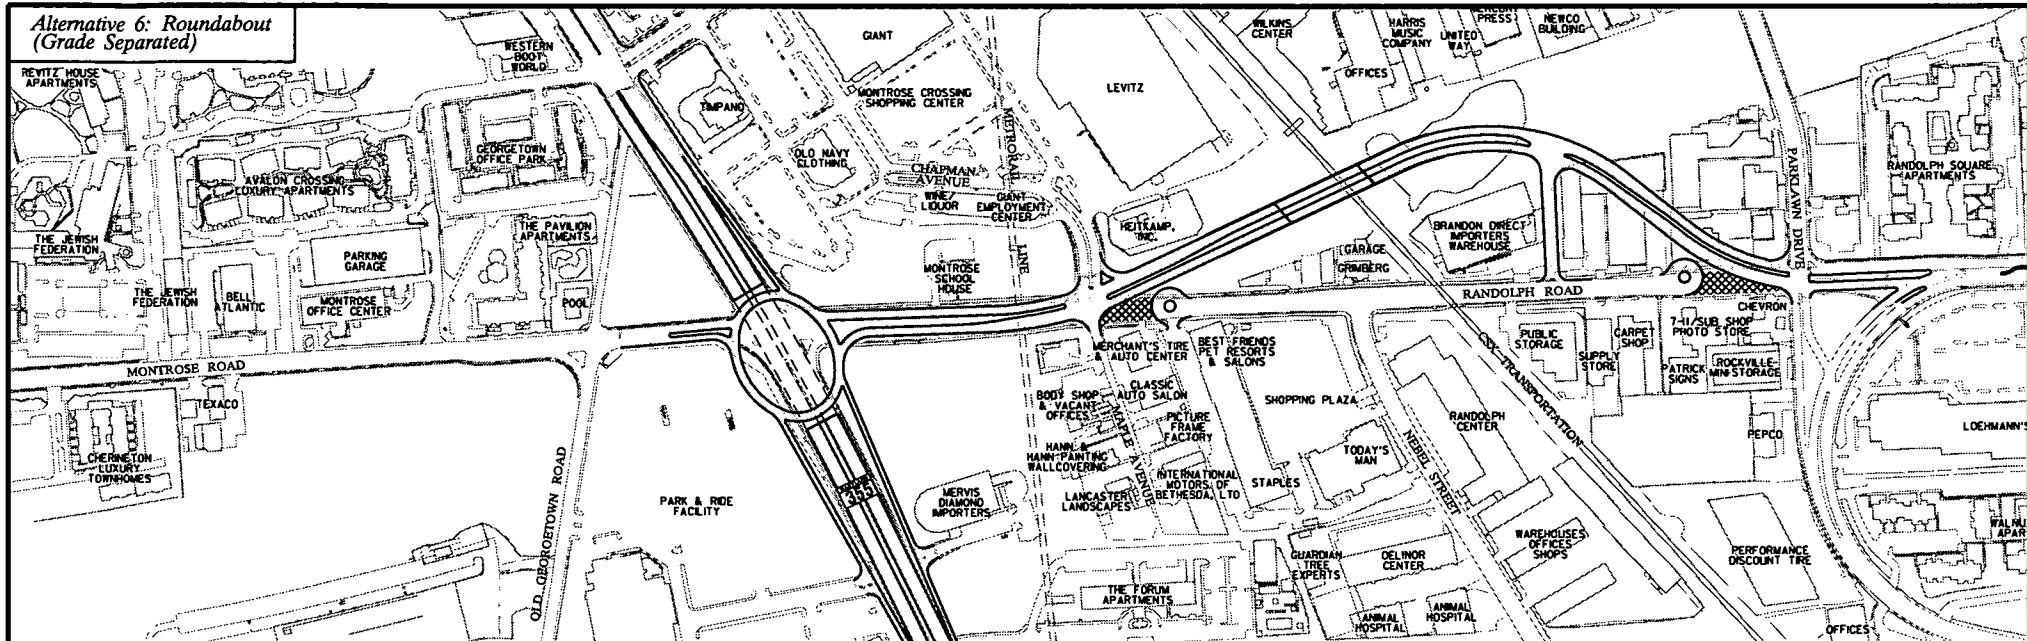 Alternative 6: Roundabout
(Grade Separated)
REVITZ HOUSE
APARTMENTS
WESTERN
BOOT
WORLD
GIANT
TIMPANO
MONTROSE CROSSING
SHOPPING CENTER
METRORAIL
LINE
LEVITZ
WILKINS
CENTER
HARRIS
MUSIC
COMPANY
OFFICES
UNITED
WAY
PRESS
NEWCO
BUILDING
AVALON CROSSING
LUXURY APARTMENTS
GEORGETOWN
OFFICE PARK
OLD NAVY
CLOTHING
CHAPMAN
AVENUE
WINE/
LIQUOR
GIANT
EMPLOYMENT
CENTER
HEITKAMP,
INC.
BRANDON DIRECT
IMPORTERS
WAREHOUSE
PARKLAWN DRIVE
RANDOLPH SQUARE
APARTMENTS
THE JEWISH
FEDERATION
PARKING
GARAGE
THE PAVILION
APARTMENTS
GARAGE
GRIMBERG
THE JEWISH
FEDERATION
BELL
ATLANTIC
MONTROSE
OFFICE CENTER
POOL
MONTROSE
SCHOOL
HOUSE
RANDOLPH ROAD
CHEVRON
7-11/SUB SHOP
PHOTO STORE
MONTROSE ROAD
TEXACO
MERCHANT'S TIRE
& AUTO CENTER
BEST FRIENDS
PET RESORTS
& SALONS
PUBLIC
STORAGE
CARPET
SHOP
SUPPLY
STORE
PATRICK
SIGNS
ROCKVILLE
MINI-STORAGE
CSX TRANSPORTATION
CLASSIC
AUTO SALON
BODY SHOP
& VACANT
OFFICES
MAPLE AVENUE
PICTURE
FRAME
FACTORY
SHOPPING PLAZA
RANDOLPH
CENTER
LOEHMANN'S
PEPCO
CHERINGTON
LUXURY
TOWNHOMES
HANN &
HANN PAINTING
WALLCOVERING
TODAY'S
MAN
NEBEL STREET
OLD GEORGETOWN ROAD
PARK & RIDE
FACILITY
355
MERVIS
DIAMOND
IMPORTERS
LANCASTER
LANDSCAPES
INTERNATIONAL
MOTORS OF
BETHESDA, LTD
STAPLES
GUARDIAN
TREE
EXPERTS
DELINOR
CENTER
WAREHOUSES
OFFICES
SHOPS
PERFORMANCE
DISCOUNT TIRE
THE FORUM
APARTMENTS
ANIMAL
HOSPITAL
ANIMAL
HOSPITAL
OFFICES